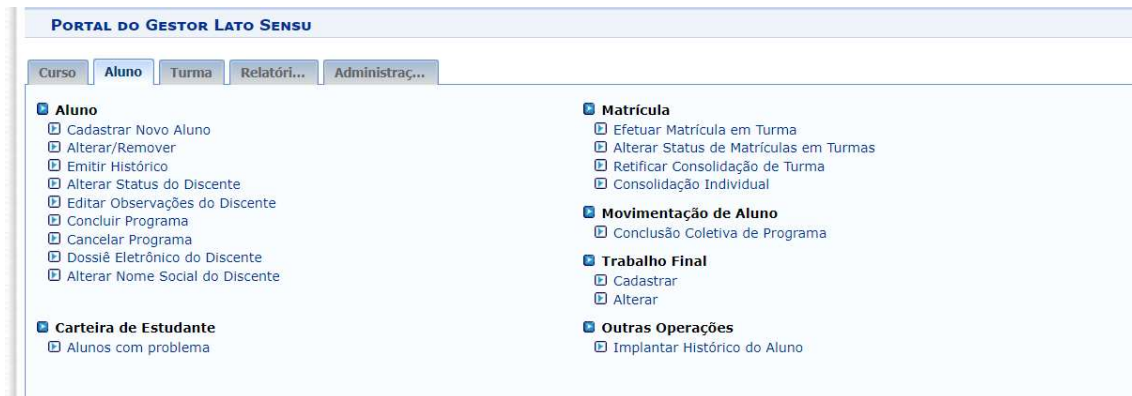 PORTAL DO GESTOR LATO SENSU
Curso Aluno Turma Relatóri... Administraç...
Aluno
Cadastrar Novo Aluno
Alterar/Remover
Emitir Histórico
Alterar Status do Discente
Editar Observações do Discente
Concluir Programa
Cancelar Programa
Dossiê Eletrônico do Discente
Alterar Nome Social do Discente
Carteira de Estudante
Alunos com problema
Matrícula
Efetuar Matrícula em Turma
Alterar Status de Matrículas em Turmas
Retificar Consolidação de Turma
Consolidação Individual
Movimentação de Aluno
Conclusão Coletiva de Programa
Trabalho Final
Cadastrar
Alterar
Outras Operações
Implantar Histórico do Aluno